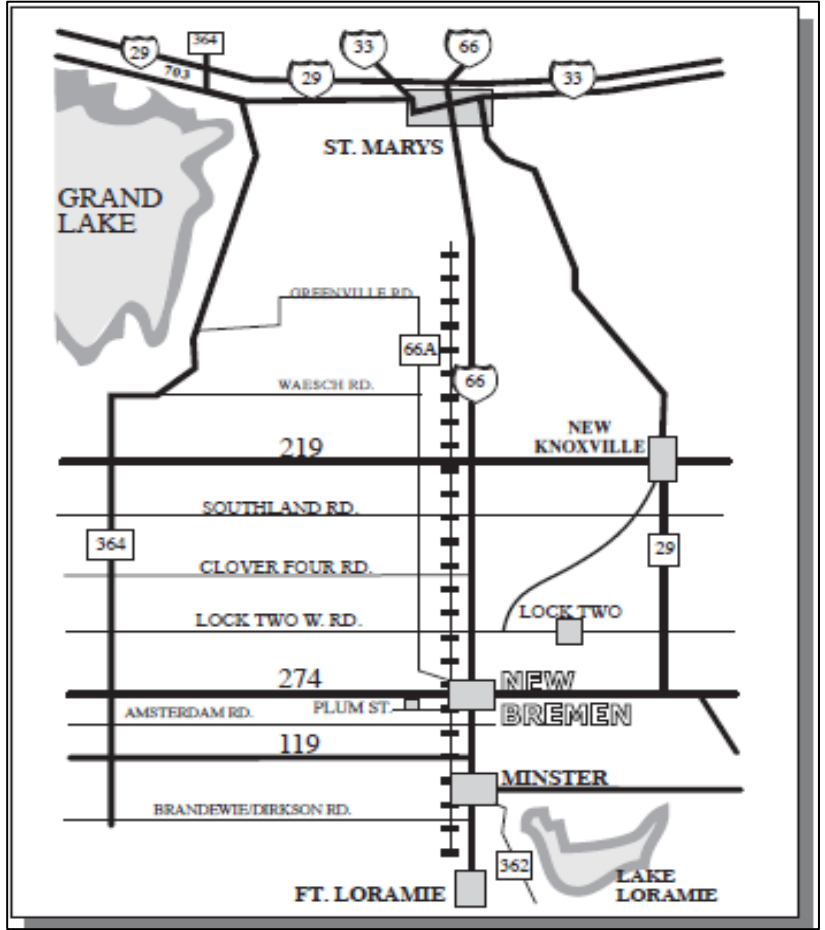 364
33
66
29
703
29
33
ST. MARYS
GRAND
LAKE
GREENVILLE RD.
66A
WAESCH RD.
66
NEW
KNOXVILLE
219
SOUTHLAND RD.
364
29
CLOVER FOUR RD.
LOCK TWO
LOCK TWO W. RD.
274
NEW
BREMEN
PLUM ST.
AMSTERDAM RD.
119
MINSTER
BRANDEWIE/DIRKSON RD.
362
LAKE
LORAMIE
FT. LORAMIE